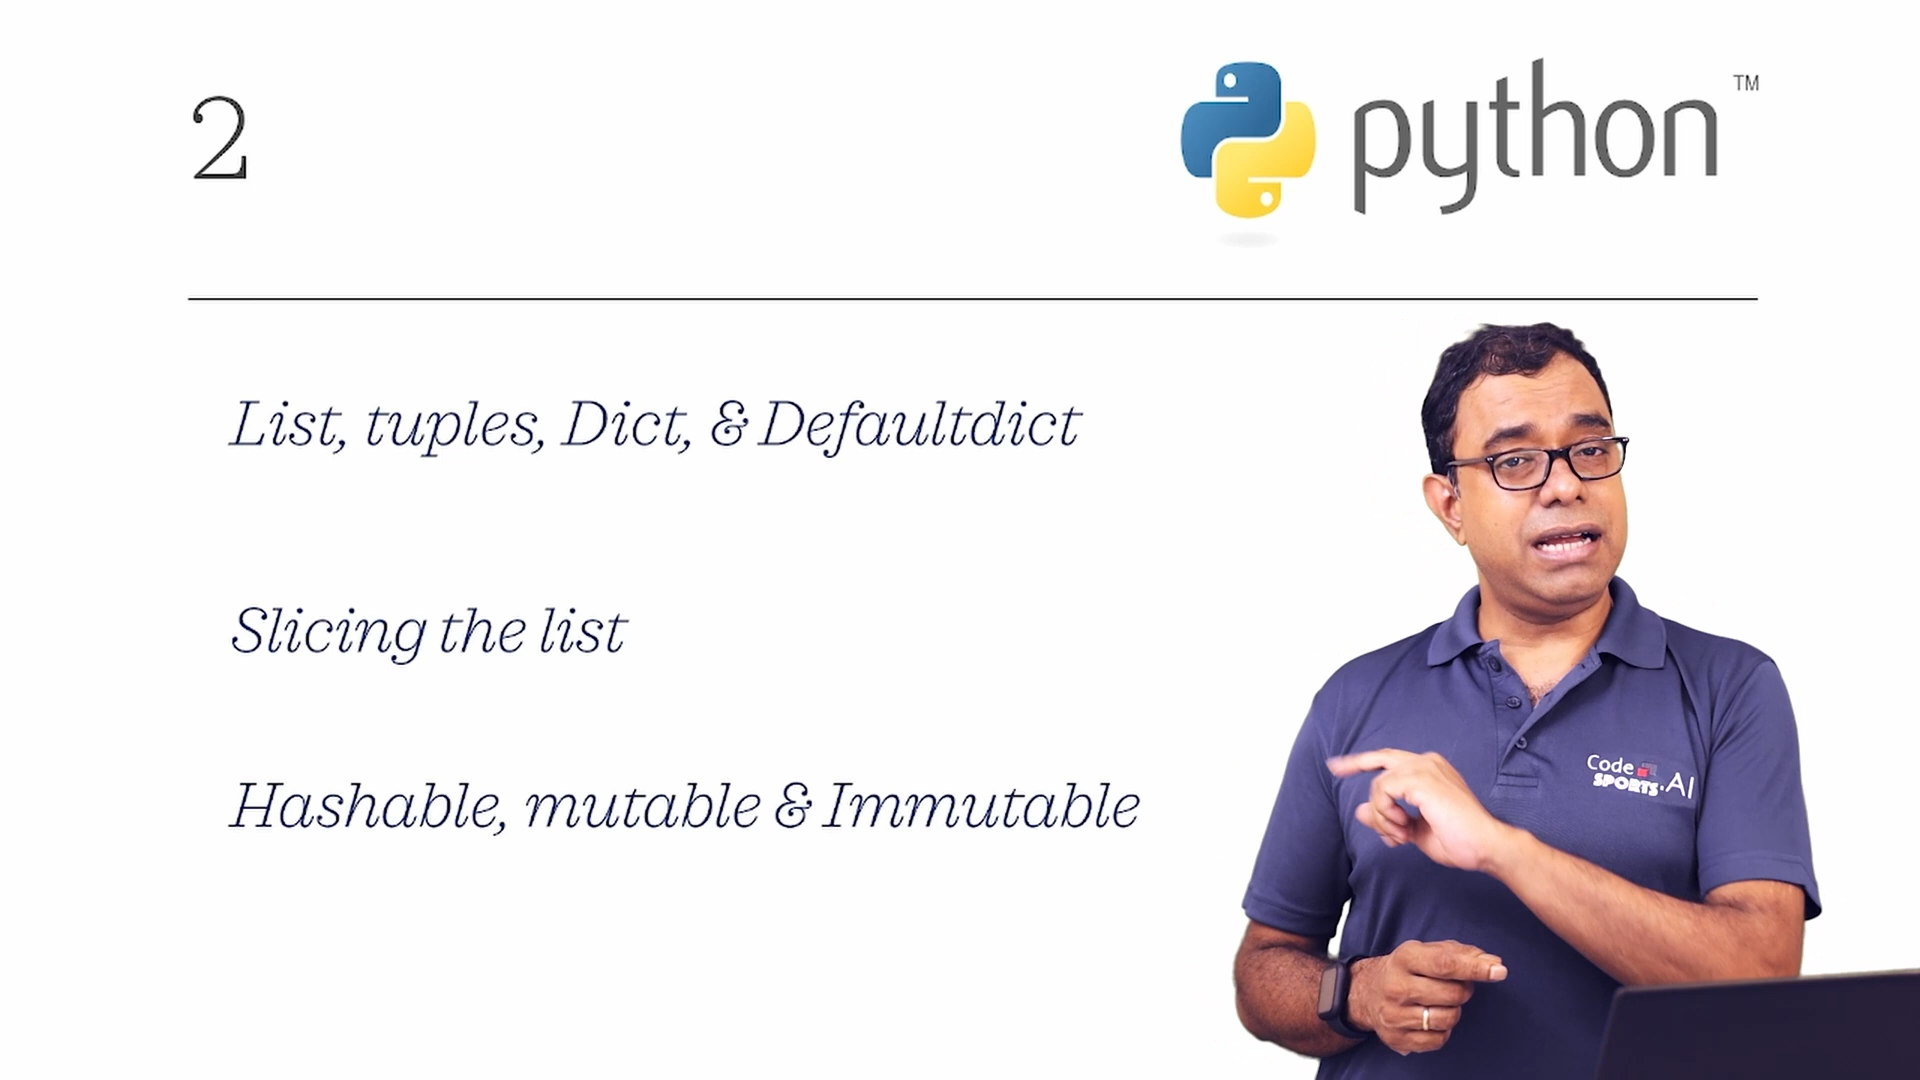 2
python™
List, tuples, Dict, & Defaultdict
Slicing the list
Hashable, mutable & Immutable
Code
SPORTS.AI